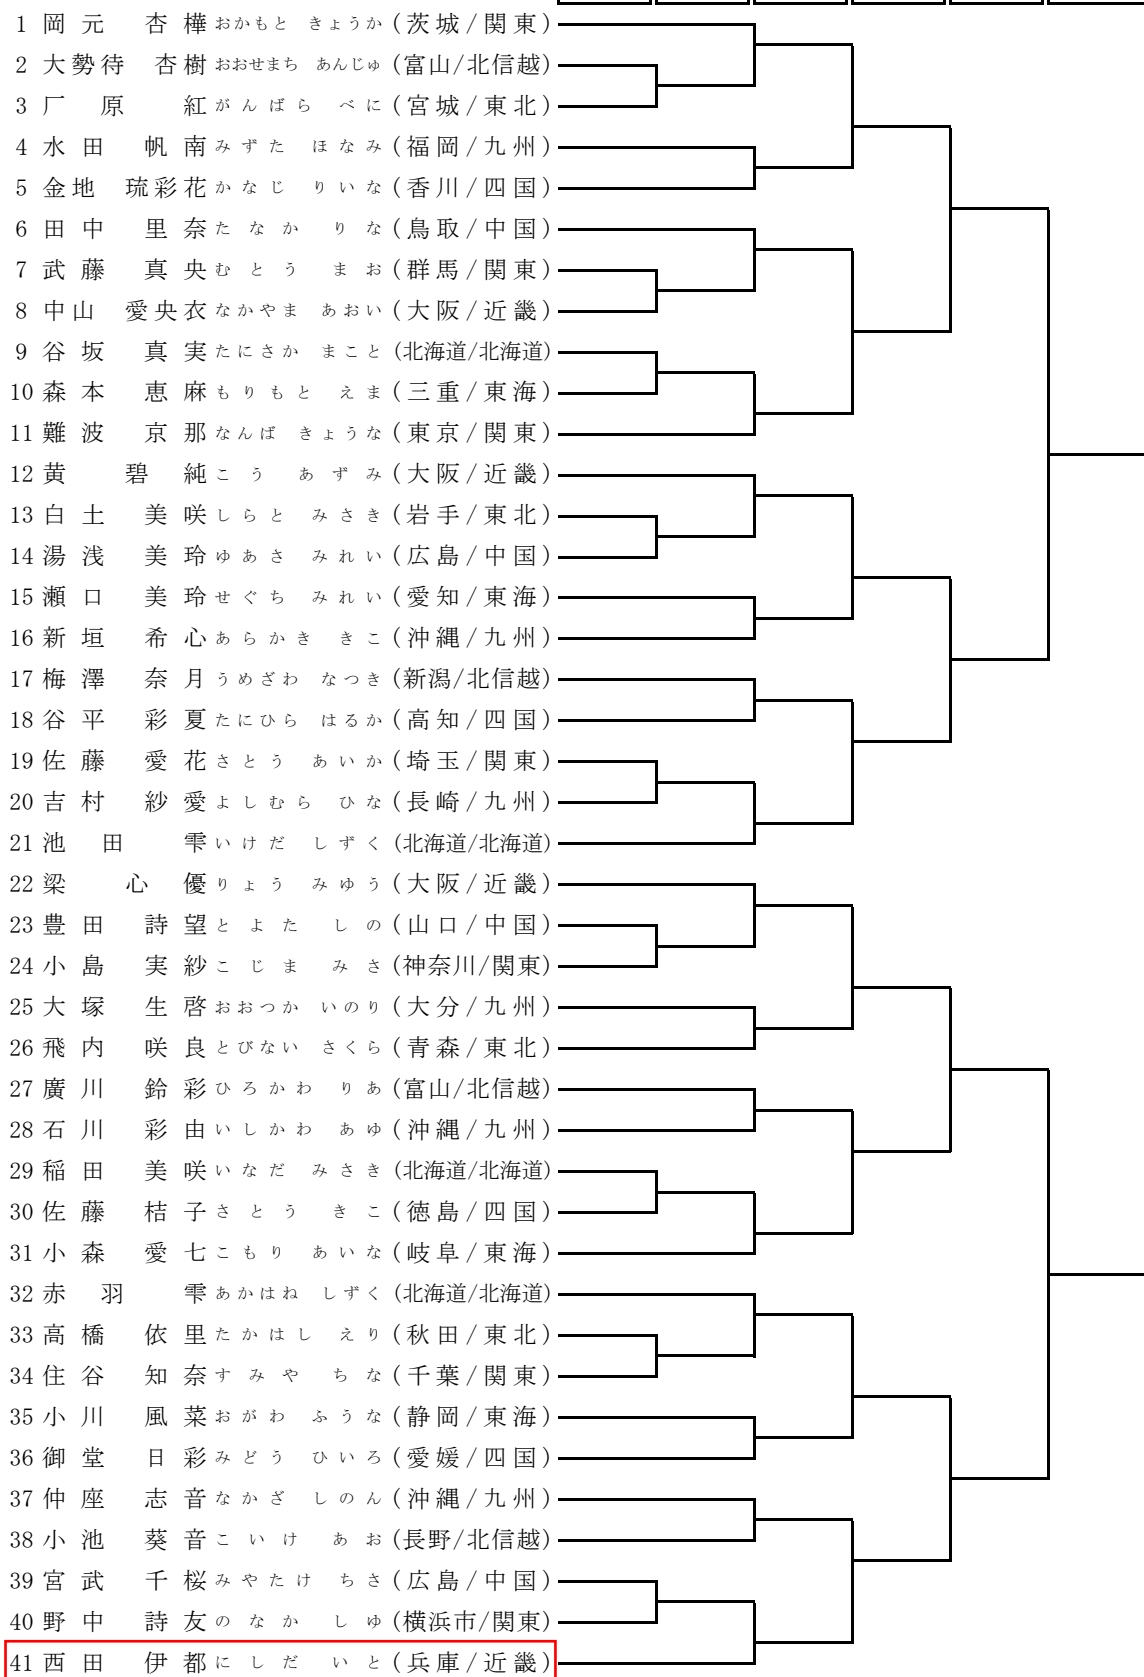 1 岡元 杏樺 おかもと きょうか (茨城/関東)
2 大勢待 杏樹 おおせまち あんじゅ (富山/北信越)
3 厂原 紅 がんばら べに (宮城/東北)
4 水田 帆南 みずた ほなみ (福岡/九州)
5 金地 琉彩花 かなじ りいな (香川/四国)
6 田中 里奈 たなか りな (鳥取/中国)
7 武藤 真央 むとう まお (群馬/関東)
8 中山 愛央衣 なかやま あおい (大阪/近畿)
9 谷坂 真実 たにさか まこと (北海道/北海道)
10 森本 恵麻 もりもと えま (三重/東海)
11 難波 京那 なんば きょうな (東京/関東)
12 黄 碧純 こう あずみ (大阪/近畿)
13 白土 美咲 しらと みさき (岩手/東北)
14 湯浅 美玲 ゆあさ みれい (広島/中国)
15 瀬口 美玲 せぐち みれい (愛知/東海)
16 新垣 希心 あらかき きこ (沖縄/九州)
17 梅澤 奈月 うめざわ なつき (新潟/北信越)
18 谷平 彩夏 たにひら はるか (高知/四国)
19 佐藤 愛花 さとう あいか (埼玉/関東)
20 吉村 紗愛 よしむら ひな (長崎/九州)
21 池田 雫 いけだ しずく (北海道/北海道)
22 梁 心優 りょう みゆう (大阪/近畿)
23 豊田 詩望 とよた しの (山口/中国)
24 小島 実紗 こじま みさ (神奈川/関東)
25 大塚 生啓 おおつか いのり (大分/九州)
26 飛内 咲良 とびない さくら (青森/東北)
27 廣川 鈴彩 ひろかわ りあ (富山/北信越)
28 石川 彩由 いしかわ あゆ (沖縄/九州)
29 稲田 美咲 いなだ みさき (北海道/北海道)
30 佐藤 桔子 さとう きこ (徳島/四国)
31 小森 愛七 こもり あいな (岐阜/東海)
32 赤羽 雫 あかはね しずく (北海道/北海道)
33 高橋 依里 たかはし えり (秋田/東北)
34 住谷 知奈 すみや ちな (千葉/関東)
35 小川 風菜 おがわ ふうな (静岡/東海)
36 御堂 日彩 みどう ひいろ (愛媛/四国)
37 仲座 志音 なかざ しのん (沖縄/九州)
38 小池 葵音 こいけ あお (長野/北信越)
39 宮武 千桜 みやたけ ちさ (広島/中国)
40 野中 詩友 のなか しゆ (横浜市/関東)
41 西田 伊都 にしだ いと (兵庫/近畿)